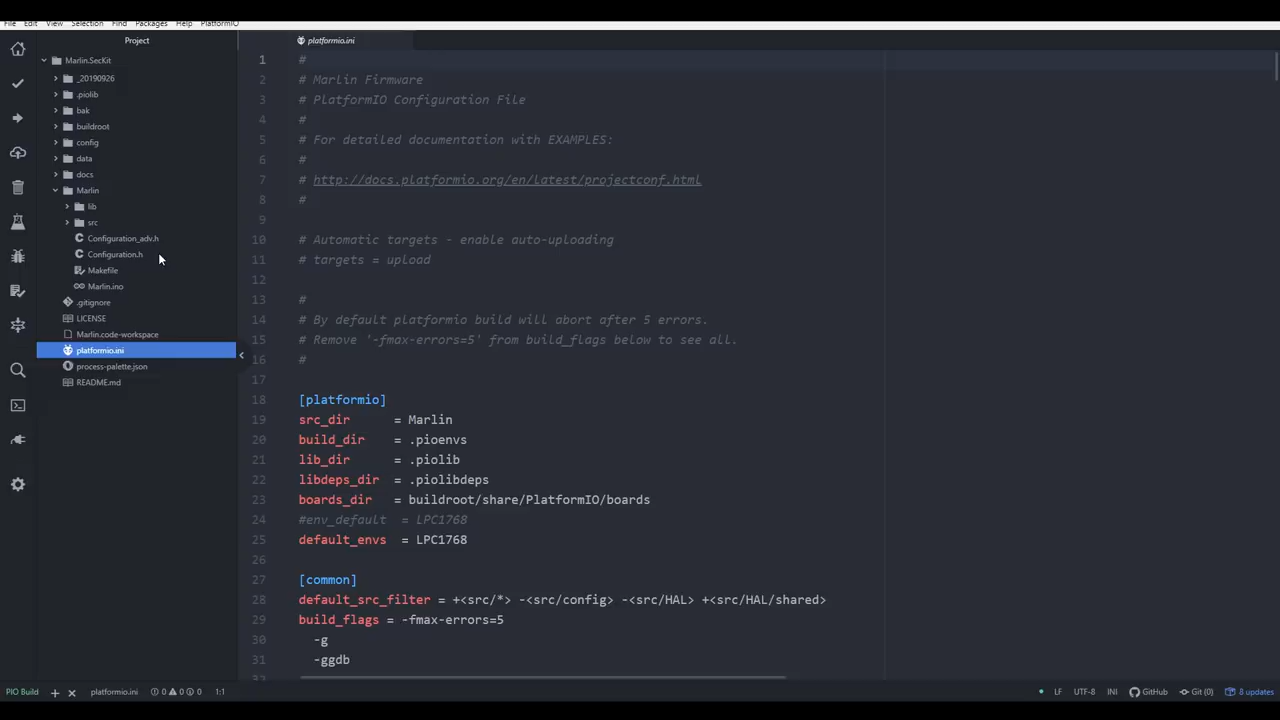 File Edit View Selection Find Packages Help PlatformIO
Project
Marlin.SecKit
_20190926
.piolib
bak
buildroot
config
data
docs
Marlin
lib
src
Configuration_adv.h
Configuration.h
Makefile
Marlin.ino
.gitignore
LICENSE
Marlin.code-workspace
platformio.ini
process-palette.json
README.md
platformio.ini
1 #
2 # Marlin Firmware
3 # PlatformIO Configuration File
4 #
5 # For detailed documentation with EXAMPLES:
6 #
7 # http://docs.platformio.org/en/latest/projectconf.html
8 #
9
10 # Automatic targets - enable auto-uploading
11 # targets = upload
12
13 #
14 # By default platformio build will abort after 5 errors.
15 # Remove '-fmax-errors=5' from build_flags below to see all.
16 #
17
18 [platformio]
19 src_dir = Marlin
20 build_dir = .pioenvs
21 lib_dir = .piolib
22 libdeps_dir = .piolibdeps
23 boards_dir = buildroot/share/PlatformIO/boards
24 #env_default = LPC1768
25 default_envs = LPC1768
26
27 [common]
28 default_src_filter = +<src/*> -<src/config> -<src/HAL> +<src/HAL/shared>
29 build_flags = -fmax-errors=5
30 -g
31 -ggdb
PIO Build + × platformio.ini 0 0 0 1:1 LF UTF-8 INI GitHub Git (0) 8 updates